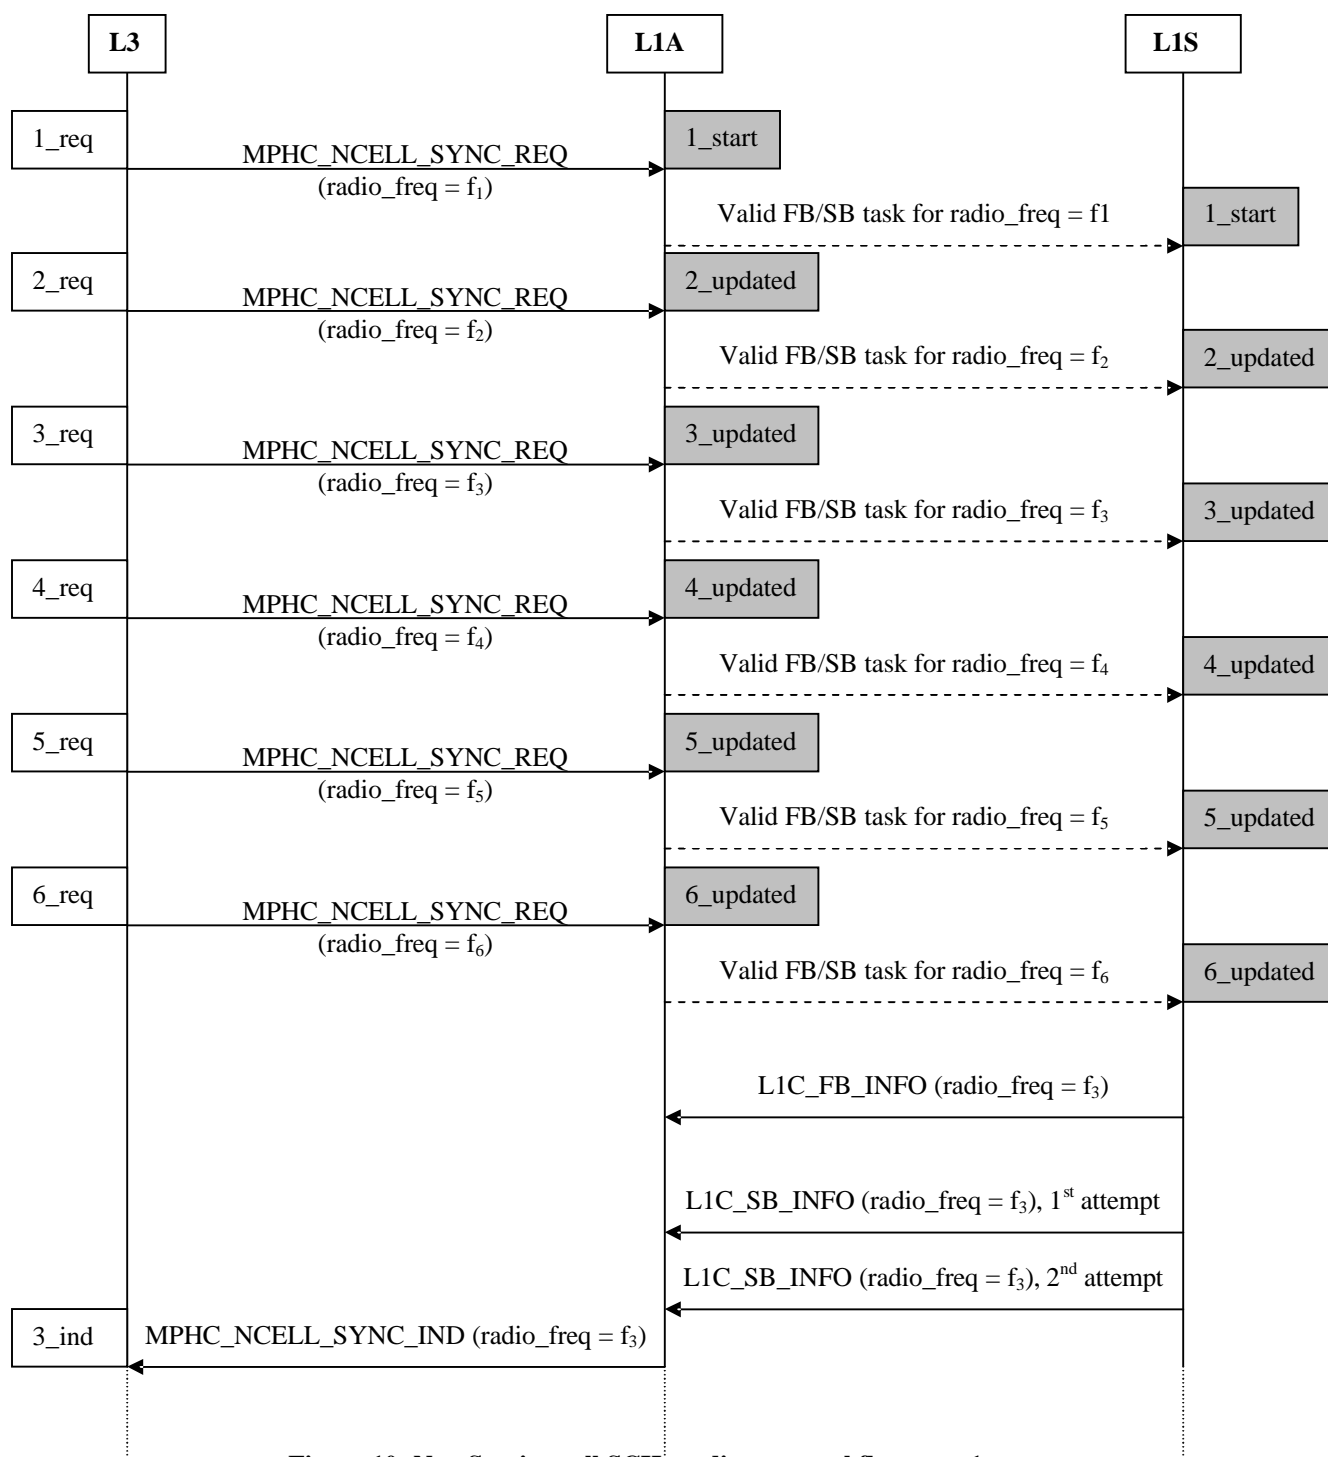 L3 L1A L1S
1_req 1_start
MPHC_NCELL_SYNC_REQ
(radio_freq = f₁)
Valid FB/SB task for radio_freq = f1 1_start
2_req 2_updated
MPHC_NCELL_SYNC_REQ
(radio_freq = f₂)
Valid FB/SB task for radio_freq = f₂ 2_updated
3_req 3_updated
MPHC_NCELL_SYNC_REQ
(radio_freq = f₃)
Valid FB/SB task for radio_freq = f₃ 3_updated
4_req 4_updated
MPHC_NCELL_SYNC_REQ
(radio_freq = f₄)
Valid FB/SB task for radio_freq = f₄ 4_updated
5_req 5_updated
MPHC_NCELL_SYNC_REQ
(radio_freq = f₅)
Valid FB/SB task for radio_freq = f₅ 5_updated
6_req 6_updated
MPHC_NCELL_SYNC_REQ
(radio_freq = f₆)
Valid FB/SB task for radio_freq = f₆ 6_updated
L1C_FB_INFO (radio_freq = f₃)
L1C_SB_INFO (radio_freq = f₃), 1st attempt
L1C_SB_INFO (radio_freq = f₃), 2nd attempt
3_ind MPHC_NCELL_SYNC_IND (radio_freq = f₃)